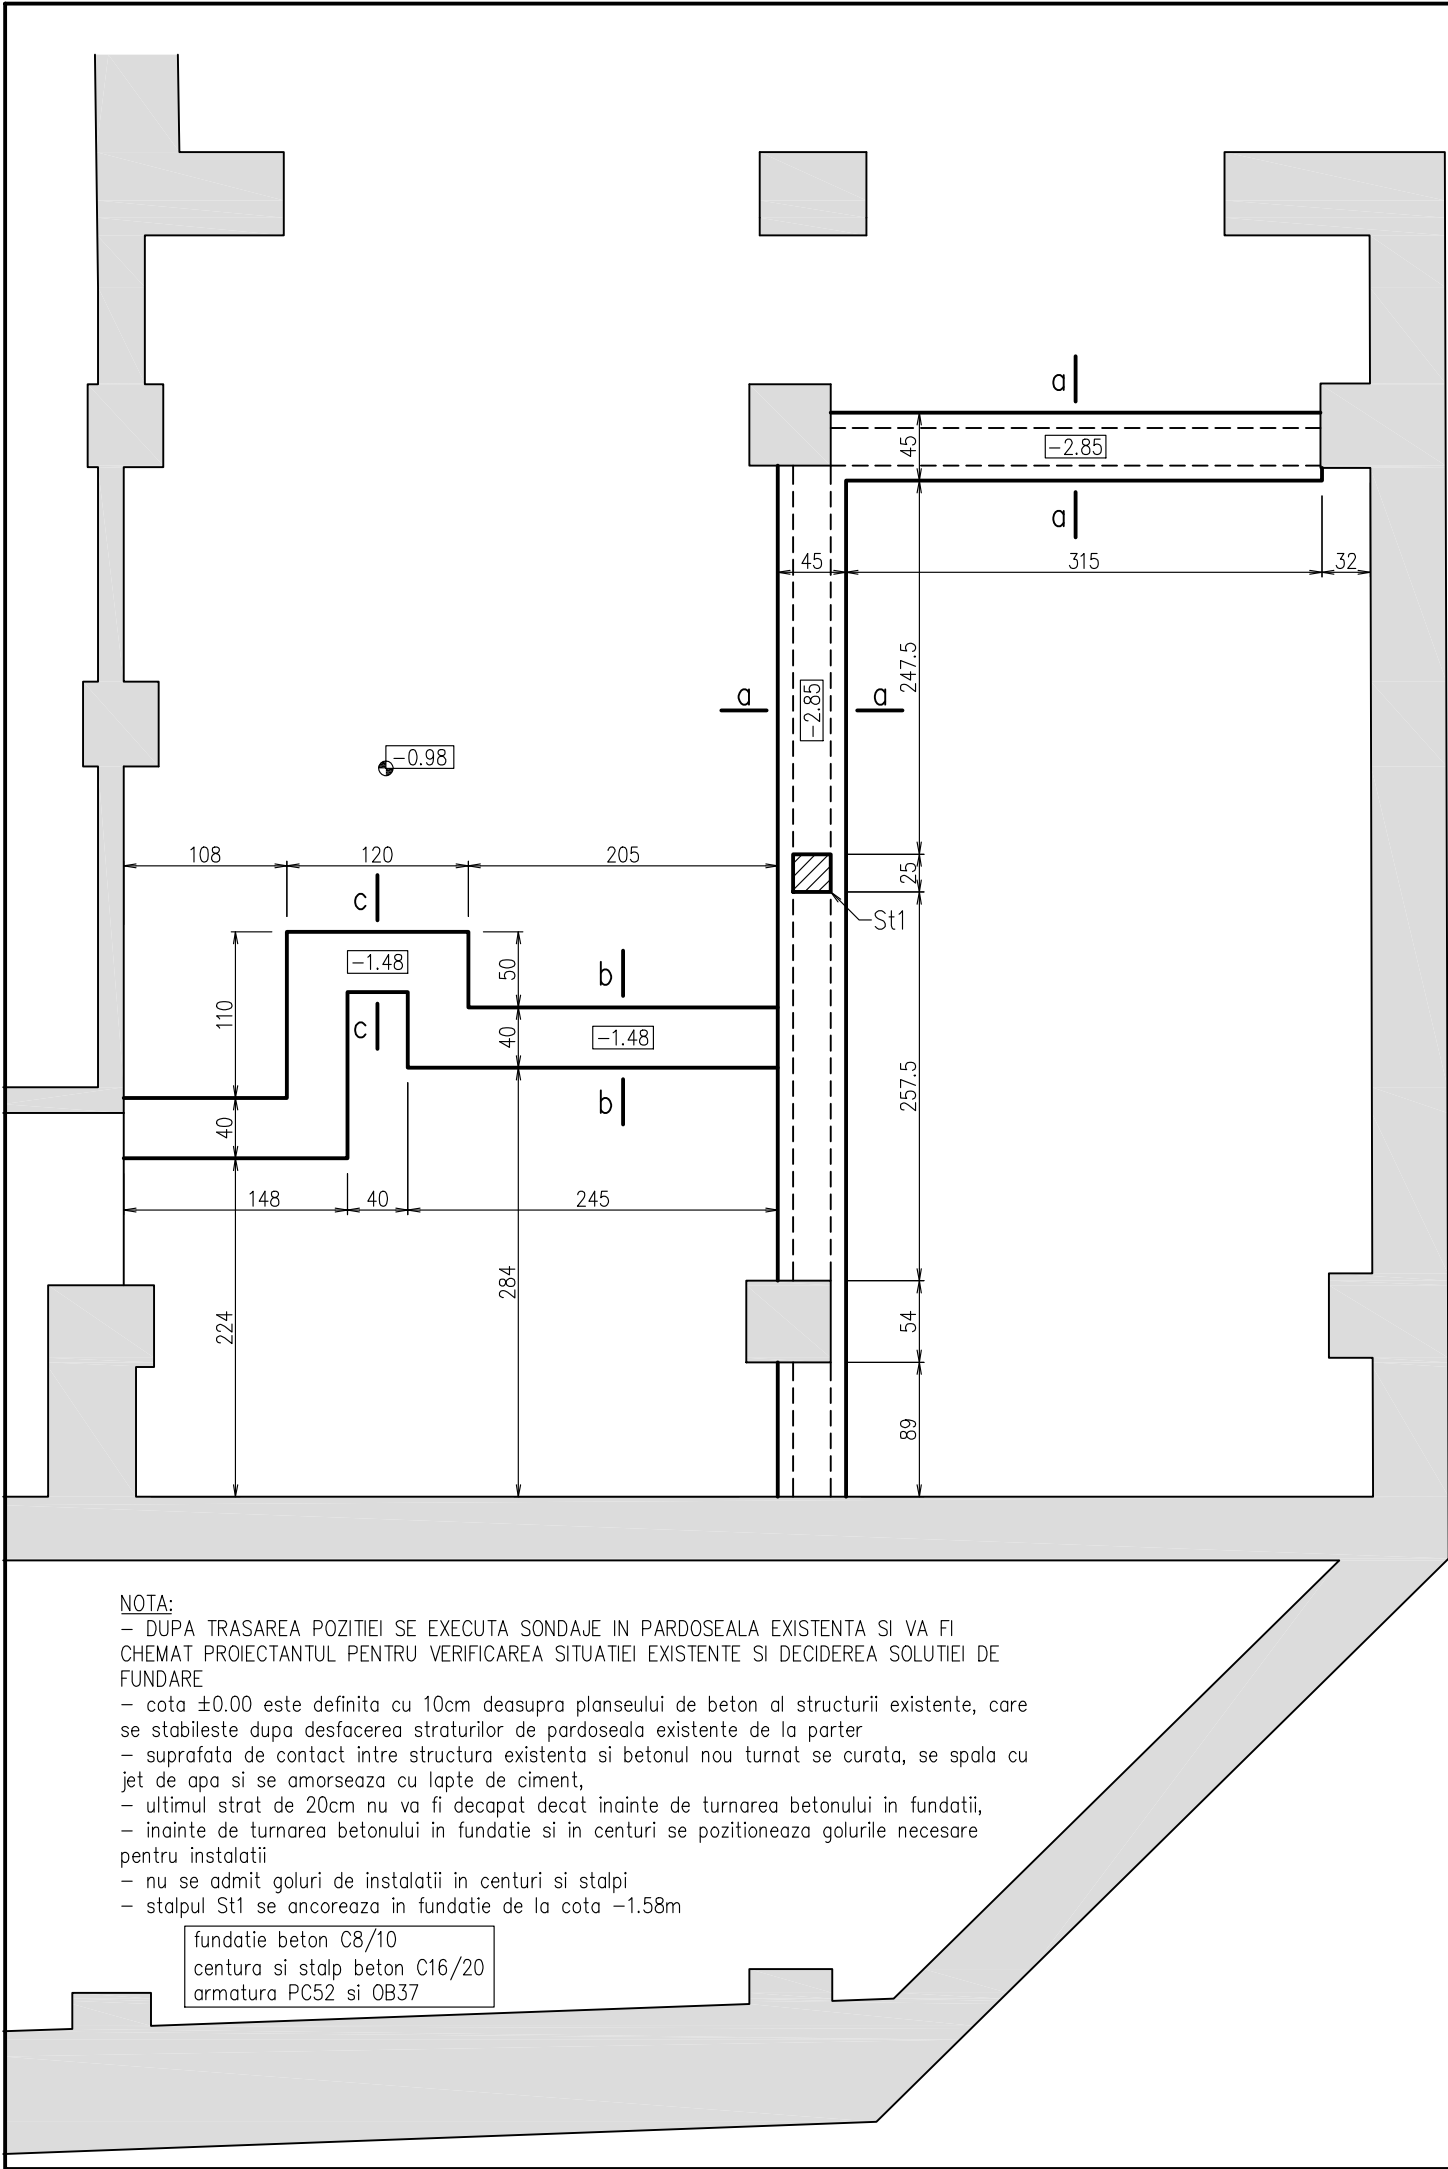 a
45
-2.85
a
45
315
32
247.5
a
a
-2.85
-0.98
108
120
205
25
c
St1
-1.48
50
b
110
c
40
-1.48
257.5
b
40
148
40
245
284
224
54
89
NOTA:
- DUPA TRASAREA POZITIEI SE EXECUTA SONDAJE IN PARDOSEALA EXISTENTA SI VA FI
CHEMAT PROIECTANTUL PENTRU VERIFICAREA SITUATIEI EXISTENTE SI DECIDEREA SOLUTIEI DE
FUNDARE
- cota ±0.00 este definita cu 10cm deasupra planseului de beton al structurii existente, care
se stabileste dupa desfacerea straturilor de pardoseala existente de la parter
- suprafata de contact intre structura existenta si betonul nou turnat se curata, se spala cu
jet de apa si se amorseaza cu lapte de ciment,
- ultimul strat de 20cm nu va fi decapat decat inainte de turnarea betonului in fundatii,
- inainte de turnarea betonului in fundatie si in centuri se pozitioneaza golurile necesare
pentru instalatii
- nu se admit goluri de instalatii in centuri si stalpi
- stalpul St1 se ancoreaza in fundatie de la cota -1.58m
fundatie beton C8/10
centura si stalp beton C16/20
armatura PC52 si OB37